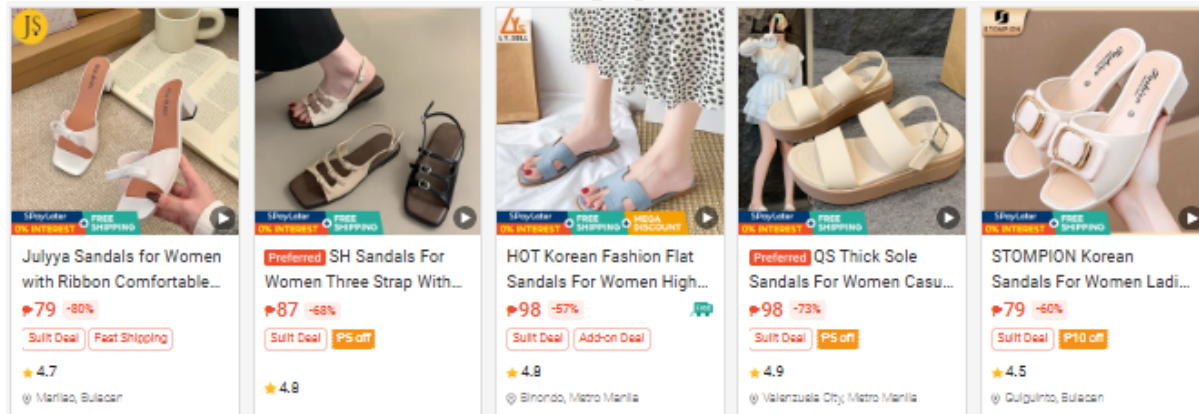 JS
SPayLater
0% INTEREST
+
FREE
SHIPPING
Julyya Sandals for Women
with Ribbon Comfortable...
₱79 -80%
Sulit Deal Fast Shipping
4.7
Marilao, Bulacan
SPayLater
0% INTEREST
+
FREE
SHIPPING
Preferred SH Sandals For
Women Three Strap With...
₱87 -68%
Sulit Deal ₱5 off
4.8
LY.DOLL
SPayLater
0% INTEREST
+
FREE
SHIPPING
+
MEGA
DISCOUNT
HOT Korean Fashion Flat
Sandals For Women High...
₱98 -57%
Sulit Deal Add-on Deal
4.8
Binondo, Metro Manila
SPayLater
0% INTEREST
+
FREE
SHIPPING
Preferred QS Thick Sole
Sandals For Women Casu...
₱98 -73%
Sulit Deal ₱5 off
4.9
Valenzuela City, Metro Manila
STOMPION
SPayLater
0% INTEREST
+
FREE
SHIPPING
STOMPION Korean
Sandals For Women Ladi...
₱79 -60%
Sulit Deal ₱10 off
4.5
Guiguinto, Bulacan